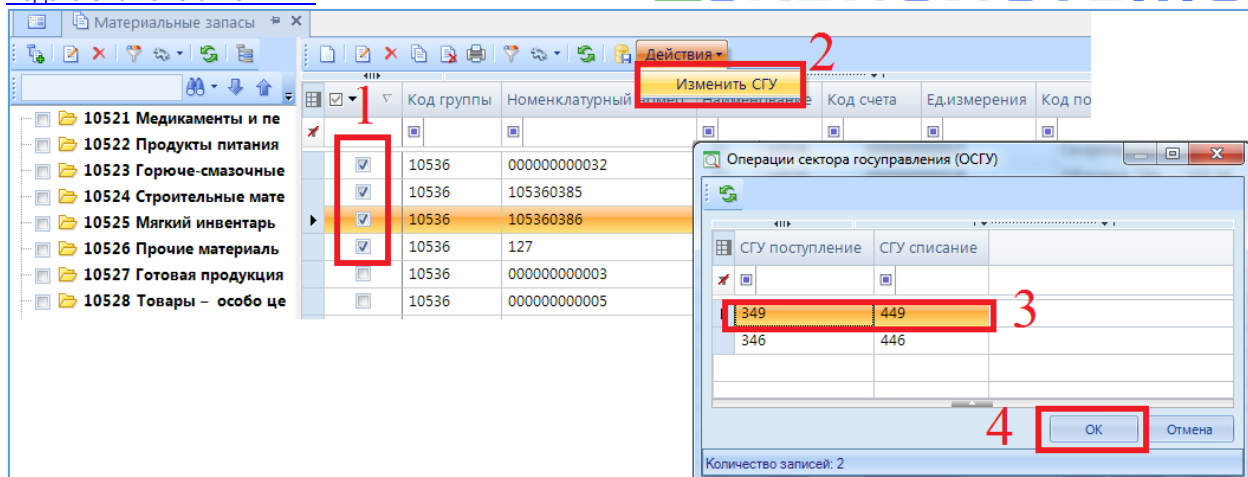 Материальные запасы
Действия
2
Изменить СГУ
1
Код группы
Номенклатурный номер
Наименование
Код счета
Ед.измерения
Код по
10521 Медикаменты и пе
10522 Продукты питания
10523 Горюче-смазочные
10524 Строительные мате
10525 Мягкий инвентарь
10526 Прочие материаль
10527 Готовая продукция
10528 Товары – особо це
10536 000000000032
10536 105360385
10536 105360386
10536 127
10536 000000000003
10536 000000000005
Операции сектора госуправления (ОСГУ)
СГУ поступление СГУ списание
349 449
3
346 446
4
ОК
Отмена
Количество записей: 2